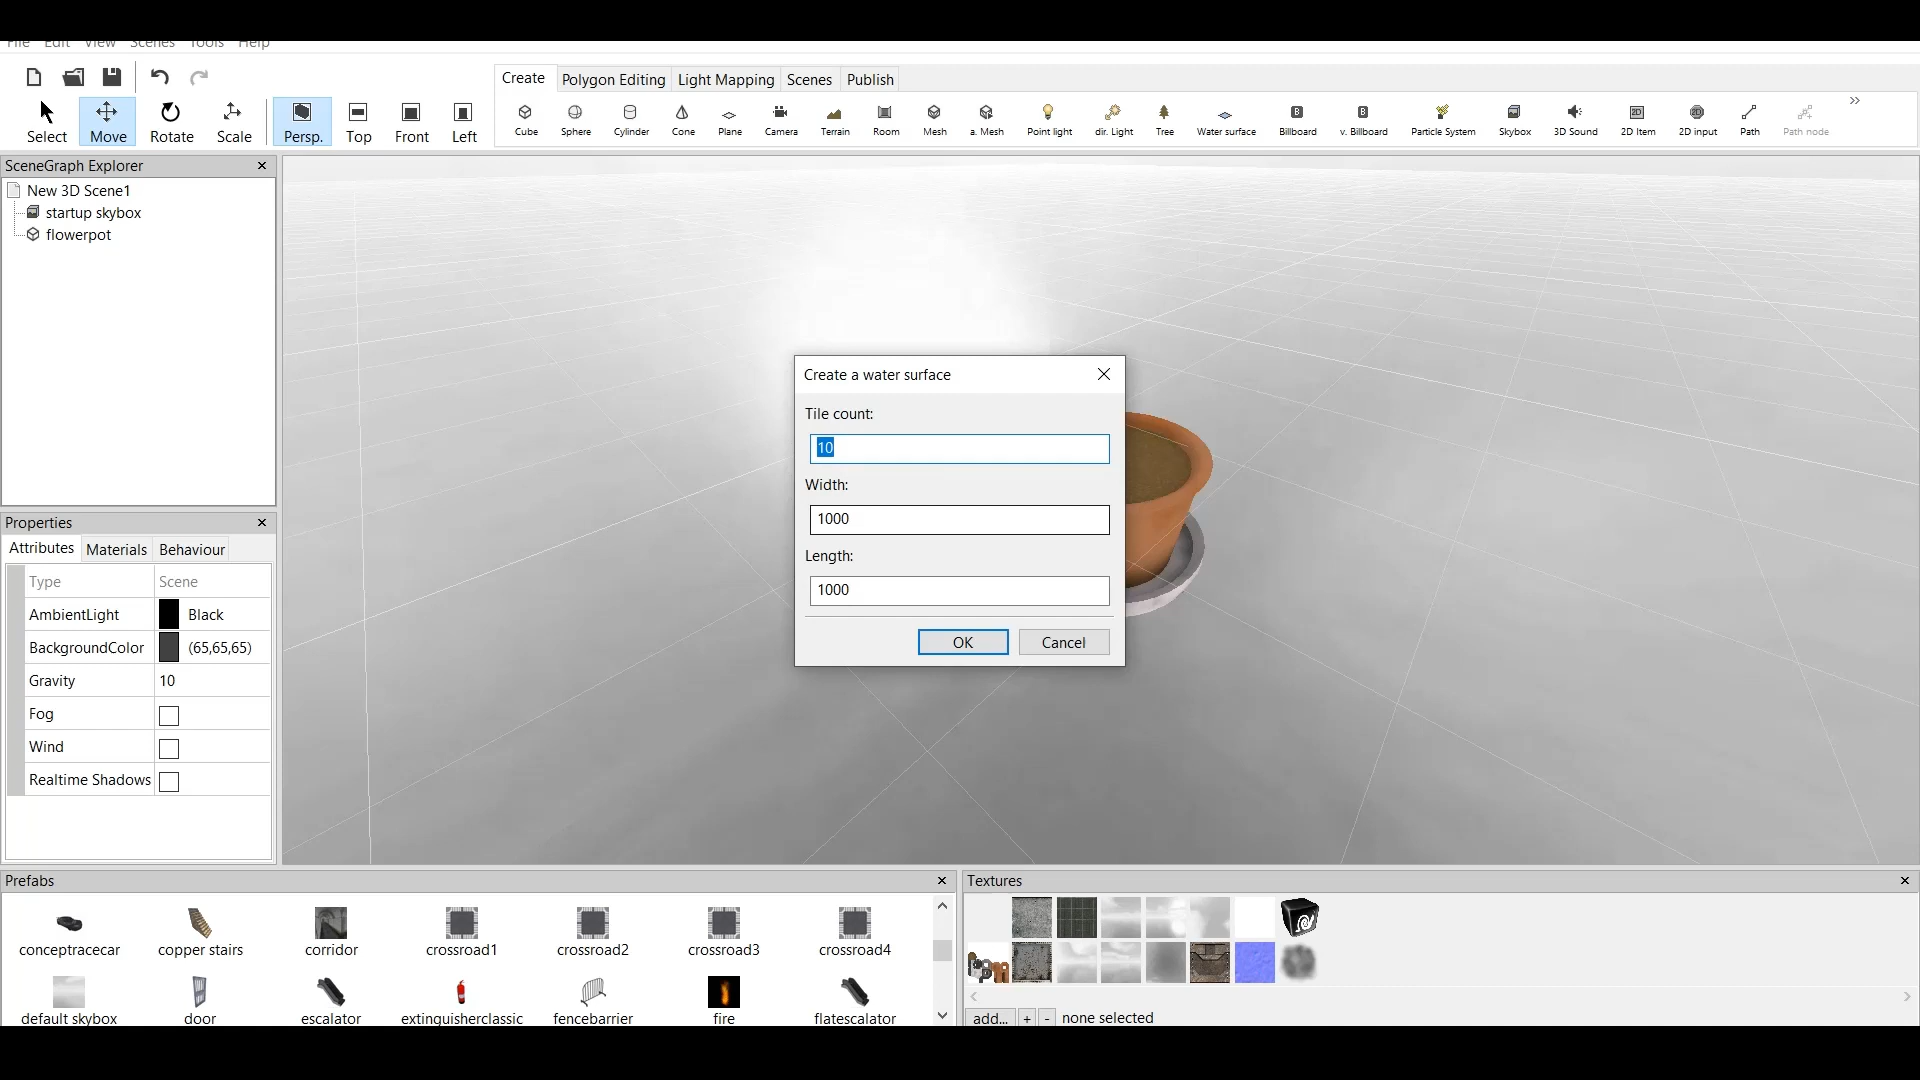 File Edit View Scenes Tools Help
Create Polygon Editing Light Mapping Scenes Publish
Select Move Rotate Scale Persp. Top Front Left
Cube Sphere Cylinder Cone Plane Camera Terrain Room Mesh a. Mesh Point light dir. Light Tree Water surface Billboard v. Billboard Particle System Skybox 3D Sound 2D Item 2D input Path Path node
SceneGraph Explorer
New 3D Scene1
startup skybox
flowerpot
Create a water surface
Tile count:
10
Width:
1000
Length:
1000
OK Cancel
Properties
Attributes Materials Behaviour
Type Scene
AmbientLight Black
BackgroundColor (65,65,65)
Gravity 10
Fog
Wind
Realtime Shadows
Prefabs
conceptracecar copper stairs corridor crossroad1 crossroad2 crossroad3 crossroad4
default skybox door escalator extinguisherclassic fencebarrier fire flatescalator
Textures
add... + - none selected